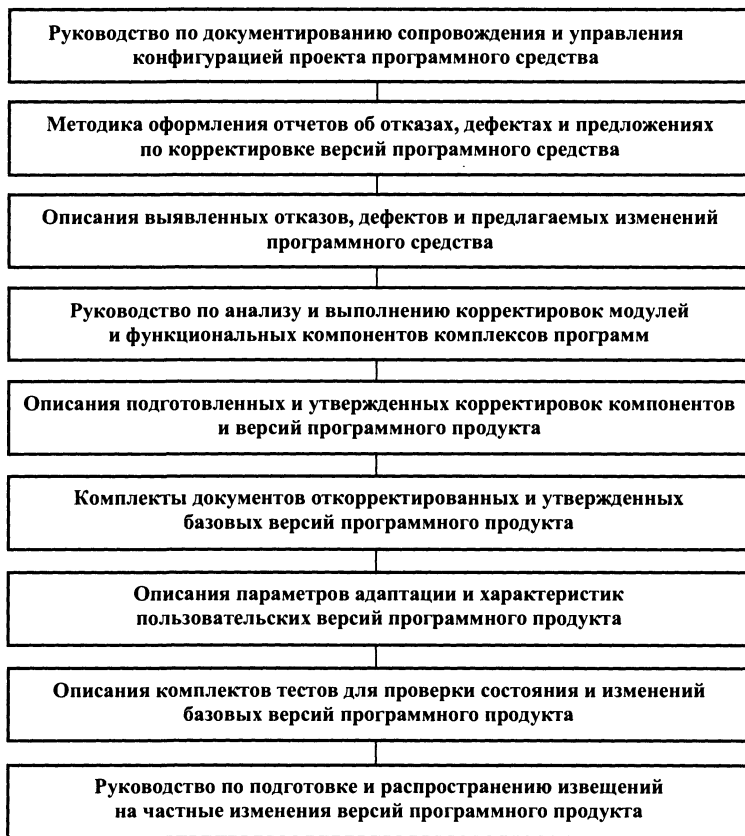 Руководство по документированию сопровождения и управления
конфигурацией проекта программного средства
Методика оформления отчетов об отказах, дефектах и предложениях
по корректировке версий программного средства
Описания выявленных отказов, дефектов и предлагаемых изменений
программного средства
Руководство по анализу и выполнению корректировок модулей
и функциональных компонентов комплексов программ
Описания подготовленных и утвержденных корректировок компонентов
и версий программного продукта
Комплекты документов откорректированных и утвержденных
базовых версий программного продукта
Описания параметров адаптации и характеристик
пользовательских версий программного продукта
Описания комплектов тестов для проверки состояния и изменений
базовых версий программного продукта
Руководство по подготовке и распространению извещений
на частные изменения версий программного продукта